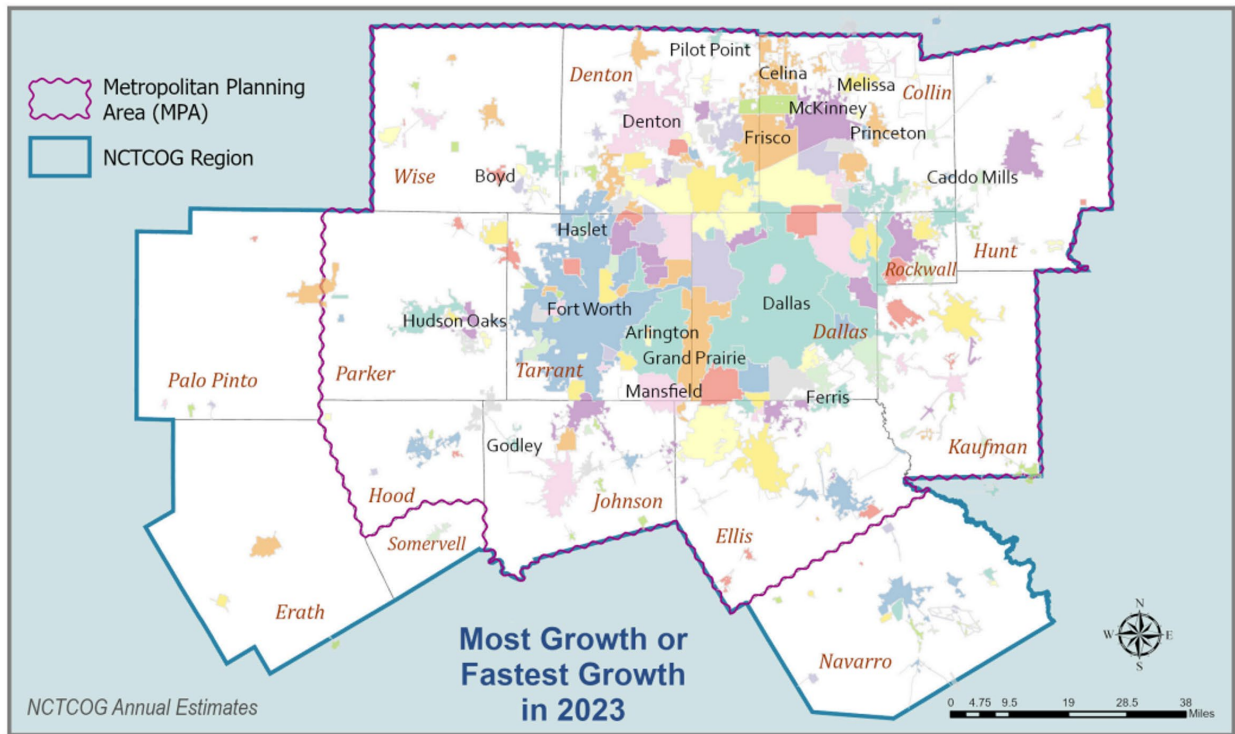 Metropolitan Planning
Area (MPA)
NCTCOG Region
Pilot Point
Denton
Celina
Melissa
Collin
McKinney
Denton
Frisco
Princeton
Wise
Boyd
Caddo Mills
Haslet
Hunt
Rockwall
Fort Worth
Dallas
Hudson Oaks
Arlington
Dallas
Grand Prairie
Palo Pinto
Parker
Tarrant
Mansfield
Ferris
Godley
Kaufman
Hood
Johnson
Ellis
Somervell
Erath
Navarro
Most Growth or
Fastest Growth
in 2023
N
W
E
S
NCTCOG Annual Estimates
0 4.75 9.5 19 28.5 38
Miles